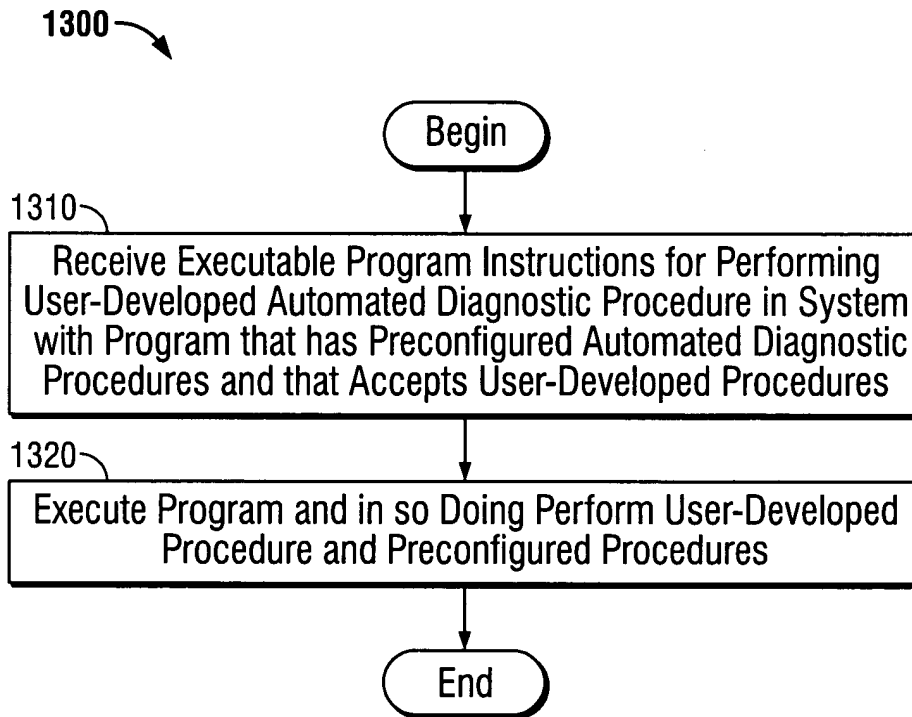 1300
Begin
1310
Receive Executable Program Instructions for Performing
User-Developed Automated Diagnostic Procedure in System
with Program that has Preconfigured Automated Diagnostic
Procedures and that Accepts User-Developed Procedures
1320
Execute Program and in so Doing Perform User-Developed
Procedure and Preconfigured Procedures
End